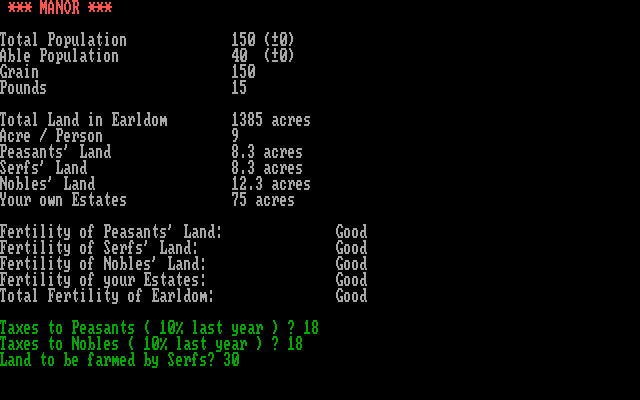 *** MANOR ***
Total Population 150 (±0)
Able Population 40 (±0)
Grain 150
Pounds 15
Total Land in Earldom 1385 acres
Acre / Person 9
Peasants' Land 8.3 acres
Serfs' Land 8.3 acres
Nobles' Land 12.3 acres
Your own Estates 75 acres
Fertility of Peasants' Land: Good
Fertility of Serfs' Land: Good
Fertility of Nobles' Land: Good
Fertility of your Estates: Good
Total Fertility of Earldom: Good
Taxes to Peasants ( 10% last year ) ? 18
Taxes to Nobles ( 10% last year ) ? 18
Land to be farmed by Serfs? 30